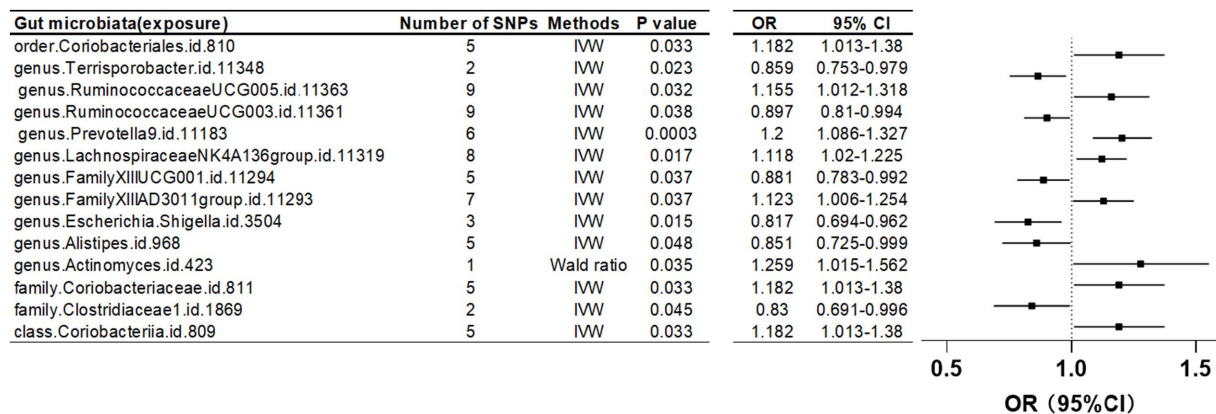 Gut microbiata(exposure) Number of SNPs Methods P value OR 95% CI
order.Coriobacteriales.id.810 5 IVW 0.033 1.182 1.013-1.38
genus.Terrisporobacter.id.11348 2 IVW 0.023 0.859 0.753-0.979
genus.RuminococcaceaeUCG005.id.11363 9 IVW 0.032 1.155 1.012-1.318
genus.RuminococcaceaeUCG003.id.11361 9 IVW 0.038 0.897 0.81-0.994
genus.Prevotella9.id.11183 6 IVW 0.0003 1.2 1.086-1.327
genus.LachnospiraceaeNK4A136group.id.11319 8 IVW 0.017 1.118 1.02-1.225
genus.FamilyXIIIUCG001.id.11294 5 IVW 0.037 0.881 0.783-0.992
genus.FamilyXIIIAD3011group.id.11293 7 IVW 0.037 1.123 1.006-1.254
genus.Escherichia.Shigella.id.3504 3 IVW 0.015 0.817 0.694-0.962
genus.Alistipes.id.968 5 IVW 0.048 0.851 0.725-0.999
genus.Actinomyces.id.423 1 Wald ratio 0.035 1.259 1.015-1.562
family.Coriobacteriaceae.id.811 5 IVW 0.033 1.182 1.013-1.38
family.Clostridiaceae1.id.1869 2 IVW 0.045 0.83 0.691-0.996
class.Coriobacteriia.id.809 5 IVW 0.033 1.182 1.013-1.38
0.5 1.0 1.5
OR (95%CI)